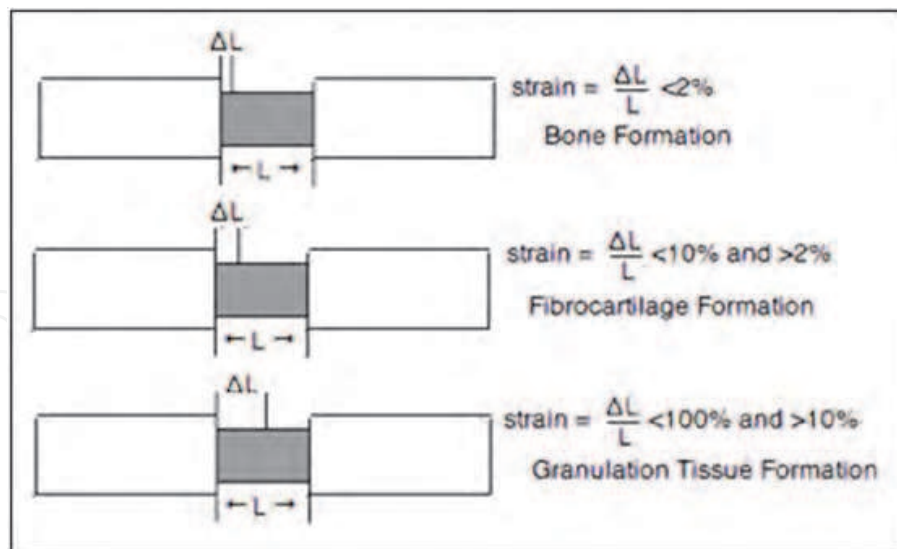 ΔL
strain = ΔL/L <2%
Bone Formation
L
ΔL
strain = ΔL/L <10% and >2%
Fibrocartilage Formation
L
ΔL
strain = ΔL/L <100% and >10%
Granulation Tissue Formation
L